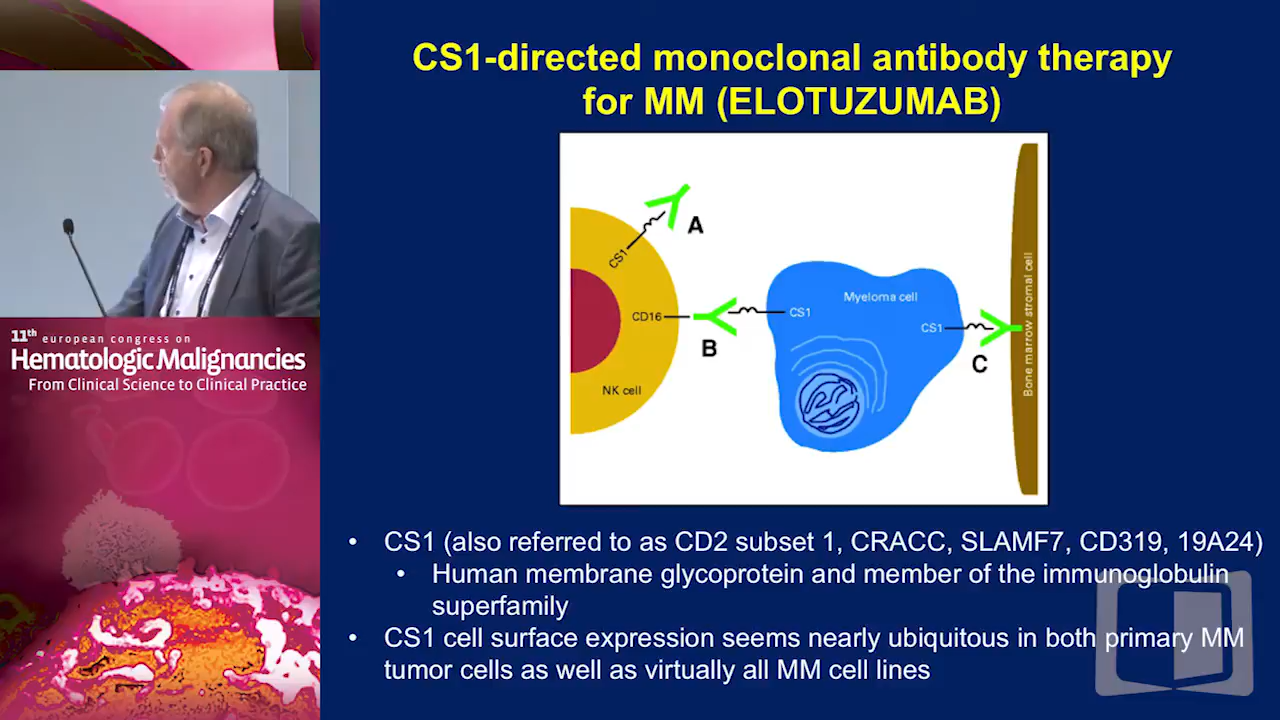 CS1-directed monoclonal antibody therapy
for MM (ELOTUZUMAB)
A
CS1
CD16
B
NK cell
Myeloma cell
CS1
CS1
C
Bone marrow stromal cell
11th european congress on
Hematologic Malignancies
From Clinical Science to Clinical Practice
• CS1 (also referred to as CD2 subset 1, CRACC, SLAMF7, CD319, 19A24)
• Human membrane glycoprotein and member of the immunoglobulin
superfamily
• CS1 cell surface expression seems nearly ubiquitous in both primary MM
tumor cells as well as virtually all MM cell lines